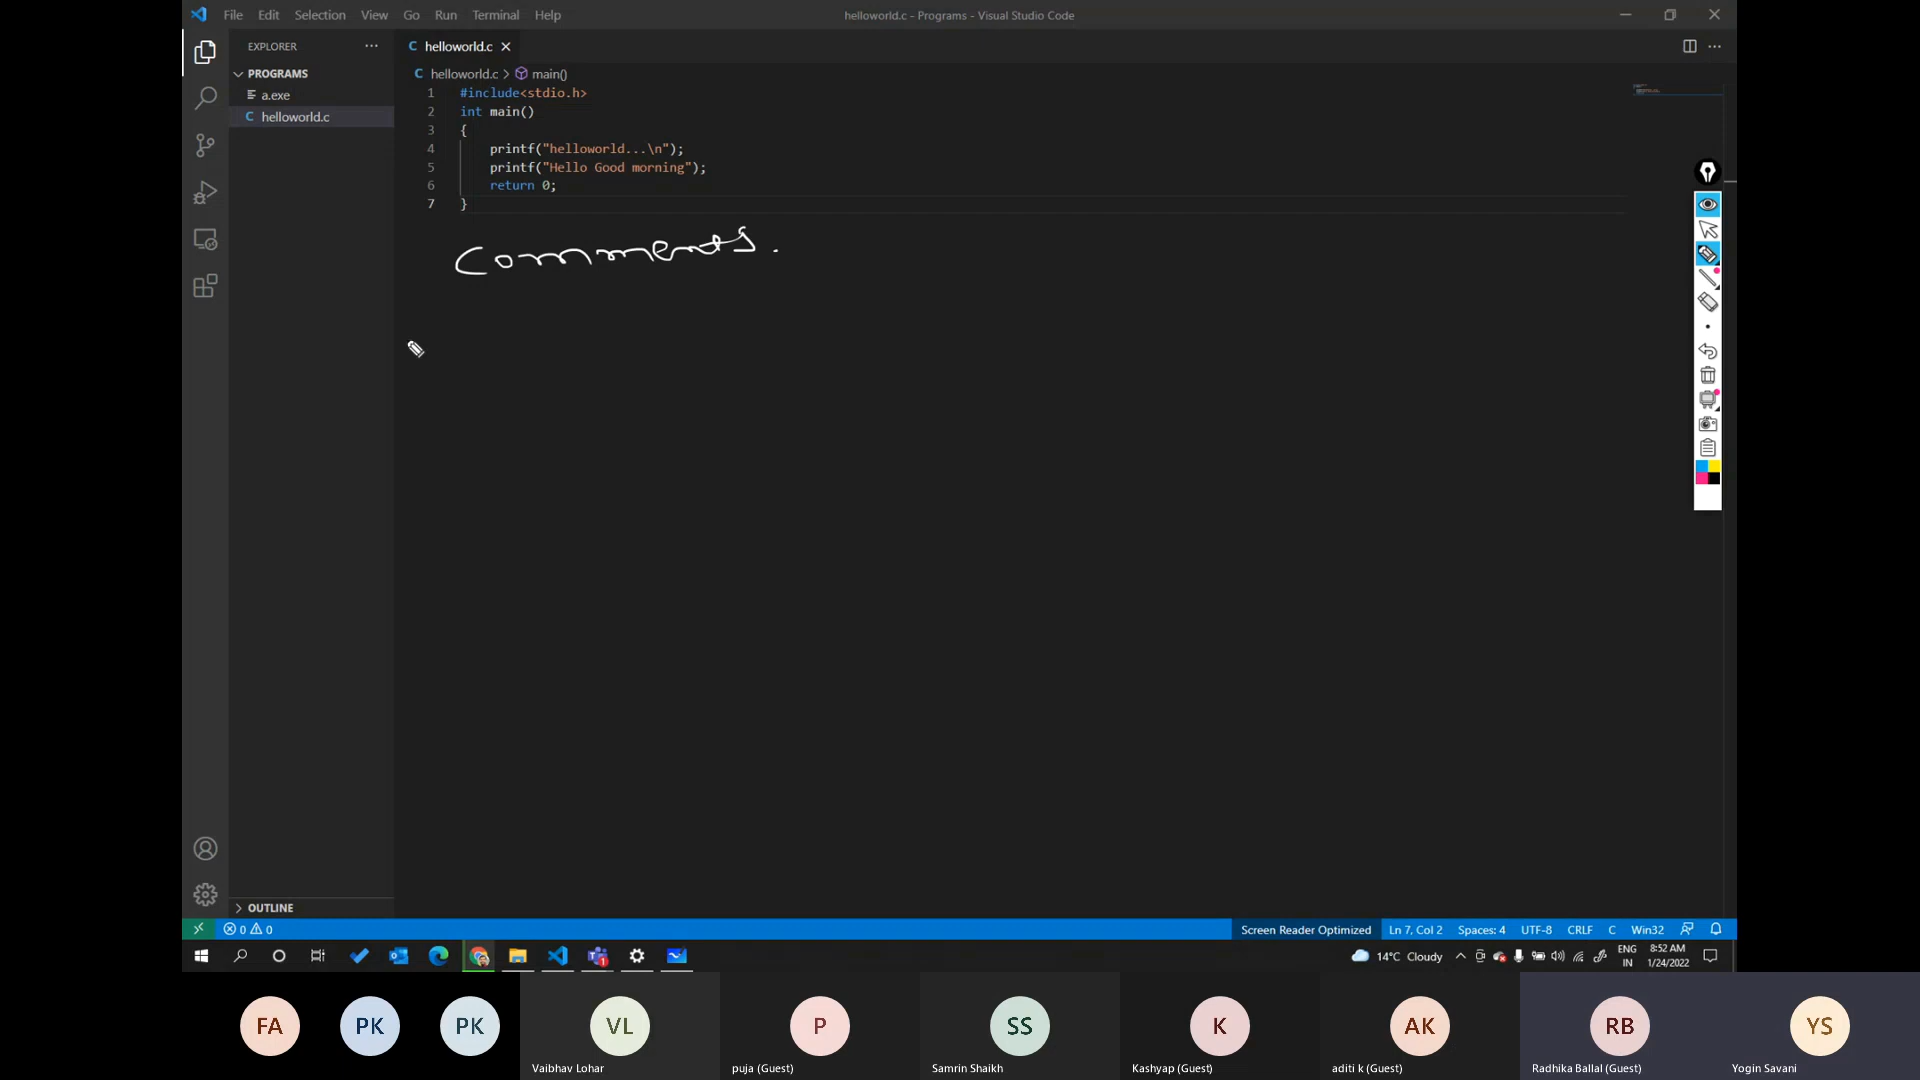 File Edit Selection View Go Run Terminal Help
helloworld.c - Programs - Visual Studio Code
EXPLORER
helloworld.c
PROGRAMS
helloworld.c > main()
a.exe
helloworld.c
1 #include<stdio.h>
2 int main()
3 {
4 printf("helloworld...\n");
5 printf("Hello Good morning");
6 return 0;
7 }
Comments.
OUTLINE
0 0
Screen Reader Optimized Ln 7, Col 2 Spaces: 4 UTF-8 CRLF C Win32
14°C Cloudy
ENG
IN
8:52 AM
1/24/2022
FA PK PK VL P SS K AK RB YS
Vaibhav Lohar puja (Guest) Samrin Shaikh Kashyap (Guest) aditi k (Guest) Radhika Ballal (Guest) Yogin Savani